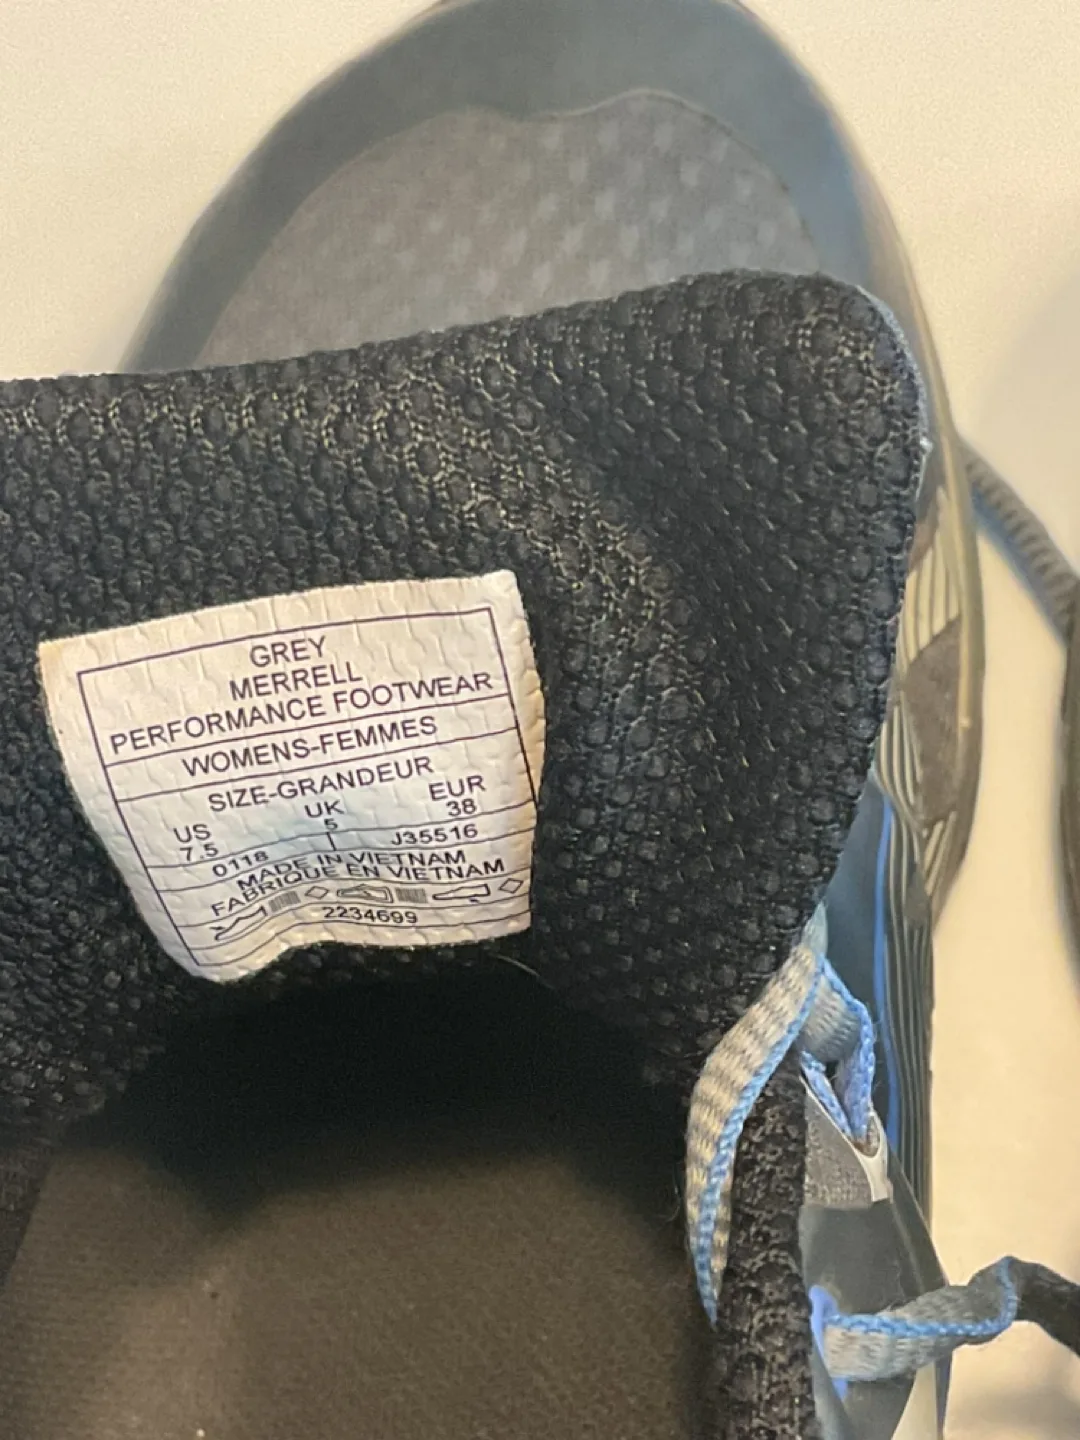 GREY
MERRELL
PERFORMANCE FOOTWEAR
WOMENS-FEMMES
SIZE-GRANDEUR
US UK EUR
7.5 5 38
0118 J35516
MADE IN VIETNAM
FABRIQUE EN VIETNAM
2234699